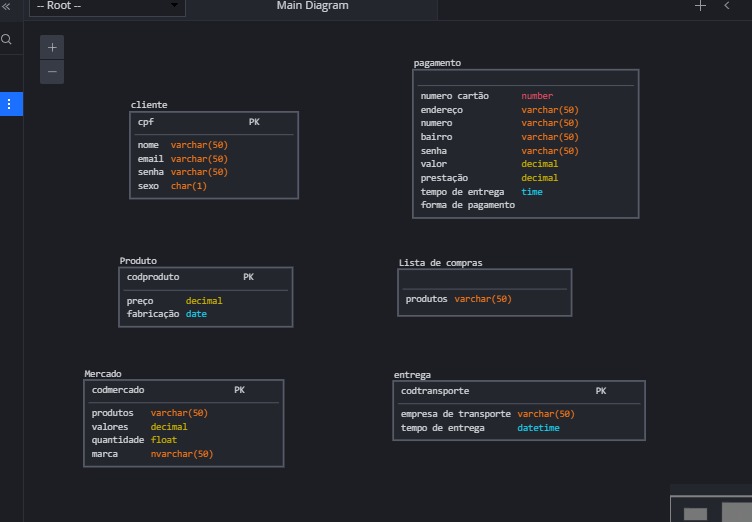 -- Root --
Main Diagram
cliente
cpf PK
nome varchar(50)
email varchar(50)
senha varchar(50)
sexo char(1)
pagamento
numero cartão number
endereço varchar(50)
numero varchar(50)
bairro varchar(50)
senha varchar(50)
valor decimal
prestação decimal
tempo de entrega time
forma de pagamento
Produto
codproduto PK
preço decimal
fabricação date
Lista de compras
produtos varchar(50)
Mercado
codmercado PK
produtos varchar(50)
valores decimal
quantidade float
marca nvarchar(50)
entrega
codtransporte PK
empresa de transporte varchar(50)
tempo de entrega datetime